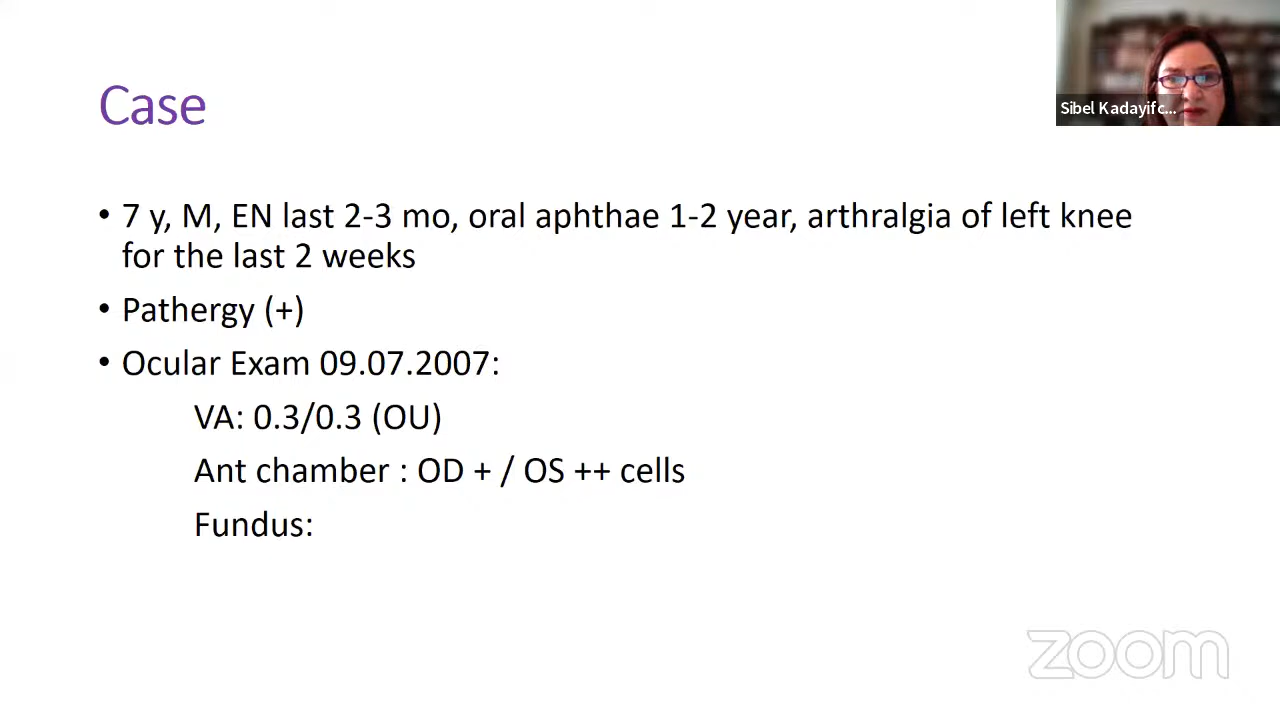 Case
Sibel Kadayifc...
• 7 y, M, EN last 2-3 mo, oral aphthae 1-2 year, arthralgia of left knee
for the last 2 weeks
• Pathergy (+)
• Ocular Exam 09.07.2007:
VA: 0.3/0.3 (OU)
Ant chamber : OD + / OS ++ cells
Fundus:
zoom